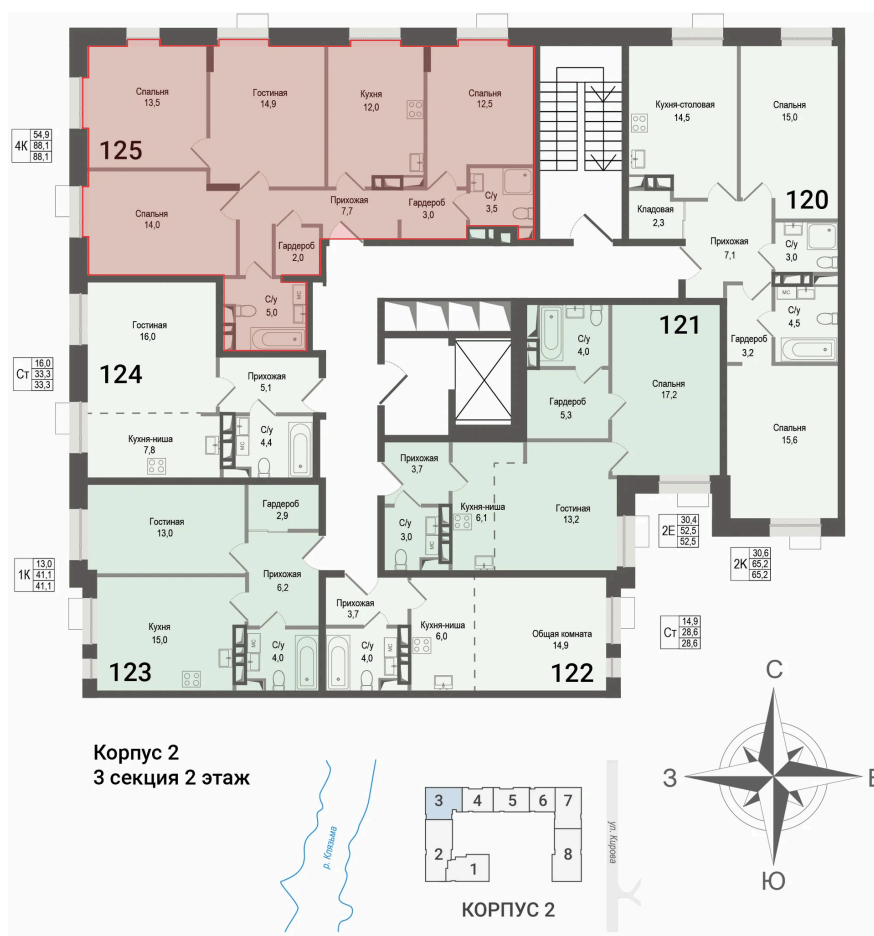 Спальня
13,5
Гостиная
14,9
Кухня
12,0
Спальня
12,5
125
4К
54,9
88,1
88,1
Спальня
14,0
Прихожая
7,7
Гардероб
3,0
С/у
3,5
Гардероб
2,0
С/у
5,0
МС
Кухня-столовая
14,5
Спальня
15,0
120
Кладовая
2,3
Прихожая
7,1
С/у
3,0
МС
С/у
4,5
Гардероб
3,2
Спальня
15,6
Гостиная
16,0
124
Ст
16,0
33,3
33,3
Прихожая
5,1
Кухня-ниша
7,8
С/у
4,4
МС
С/у
4,0
121
Гардероб
5,3
Спальня
17,2
Прихожая
3,7
Кухня-ниша
6,1
Гостиная
13,2
С/у
3,0
МС
2Е
30,4
52,5
52,5
2К
30,6
65,2
65,2
Гостиная
13,0
Гардероб
2,9
1К
13,0
41,1
41,1
Прихожая
6,2
Кухня
15,0
С/у
4,0
МС
123
Прихожая
3,7
Кухня-ниша
6,0
С/у
4,0
МС
Общая комната
14,9
122
Ст
14,9
28,6
28,6
Корпус 2
3 секция 2 этаж
р. Клязьма
3
4
5
6
7
2
1
8
КОРПУС 2
ул. Кирова
С
З
В
Ю